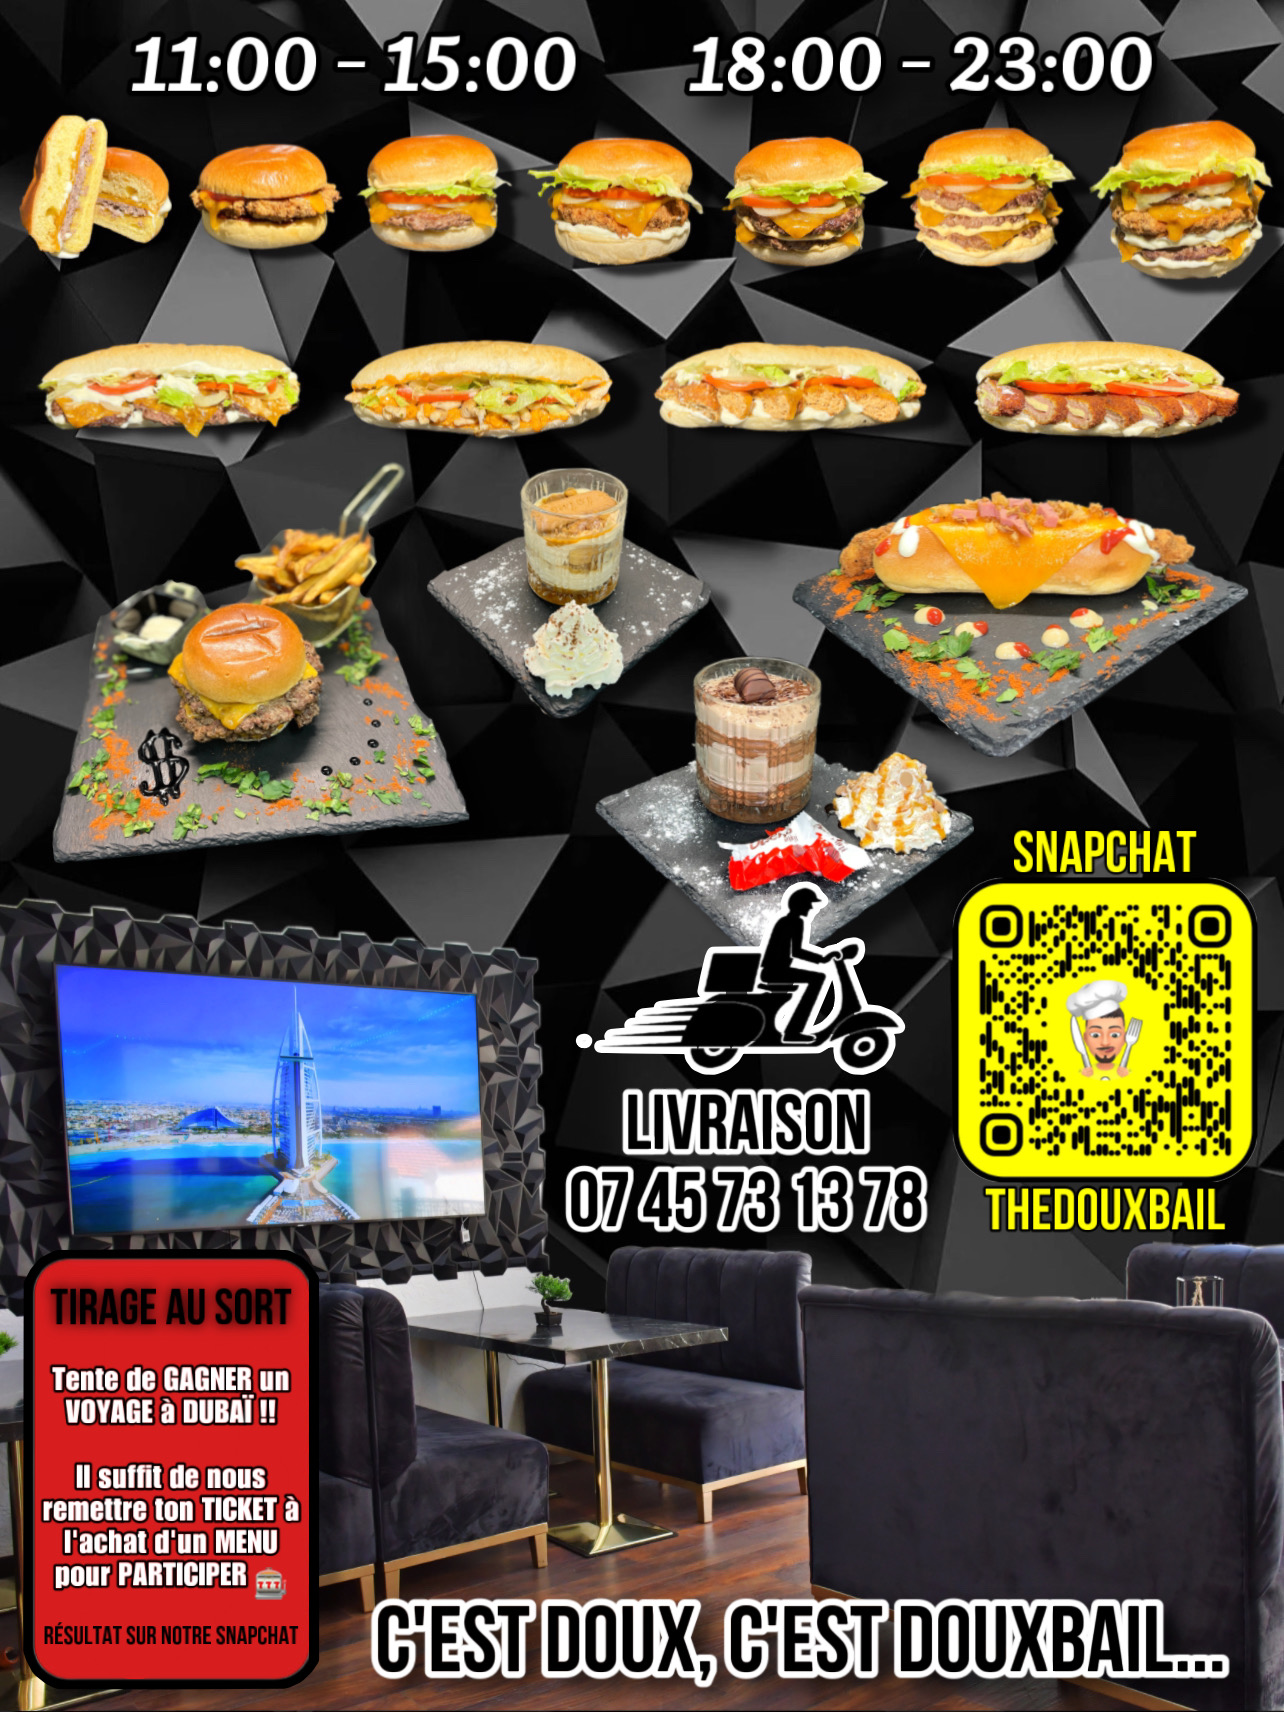 11:00 - 15:00 18:00 - 23:00
SNAPCHAT
LIVRAISON
07 45 73 13 78
THEDOUXBAIL
TIRAGE AU SORT
Tente de GAGNER un
VOYAGE à DUBAÏ !!
Il suffit de nous
remettre ton TICKET à
l'achat d'un MENU
pour PARTICIPER
777
RÉSULTAT SUR NOTRE SNAPCHAT
C'EST DOUX, C'EST DOUXBAIL...